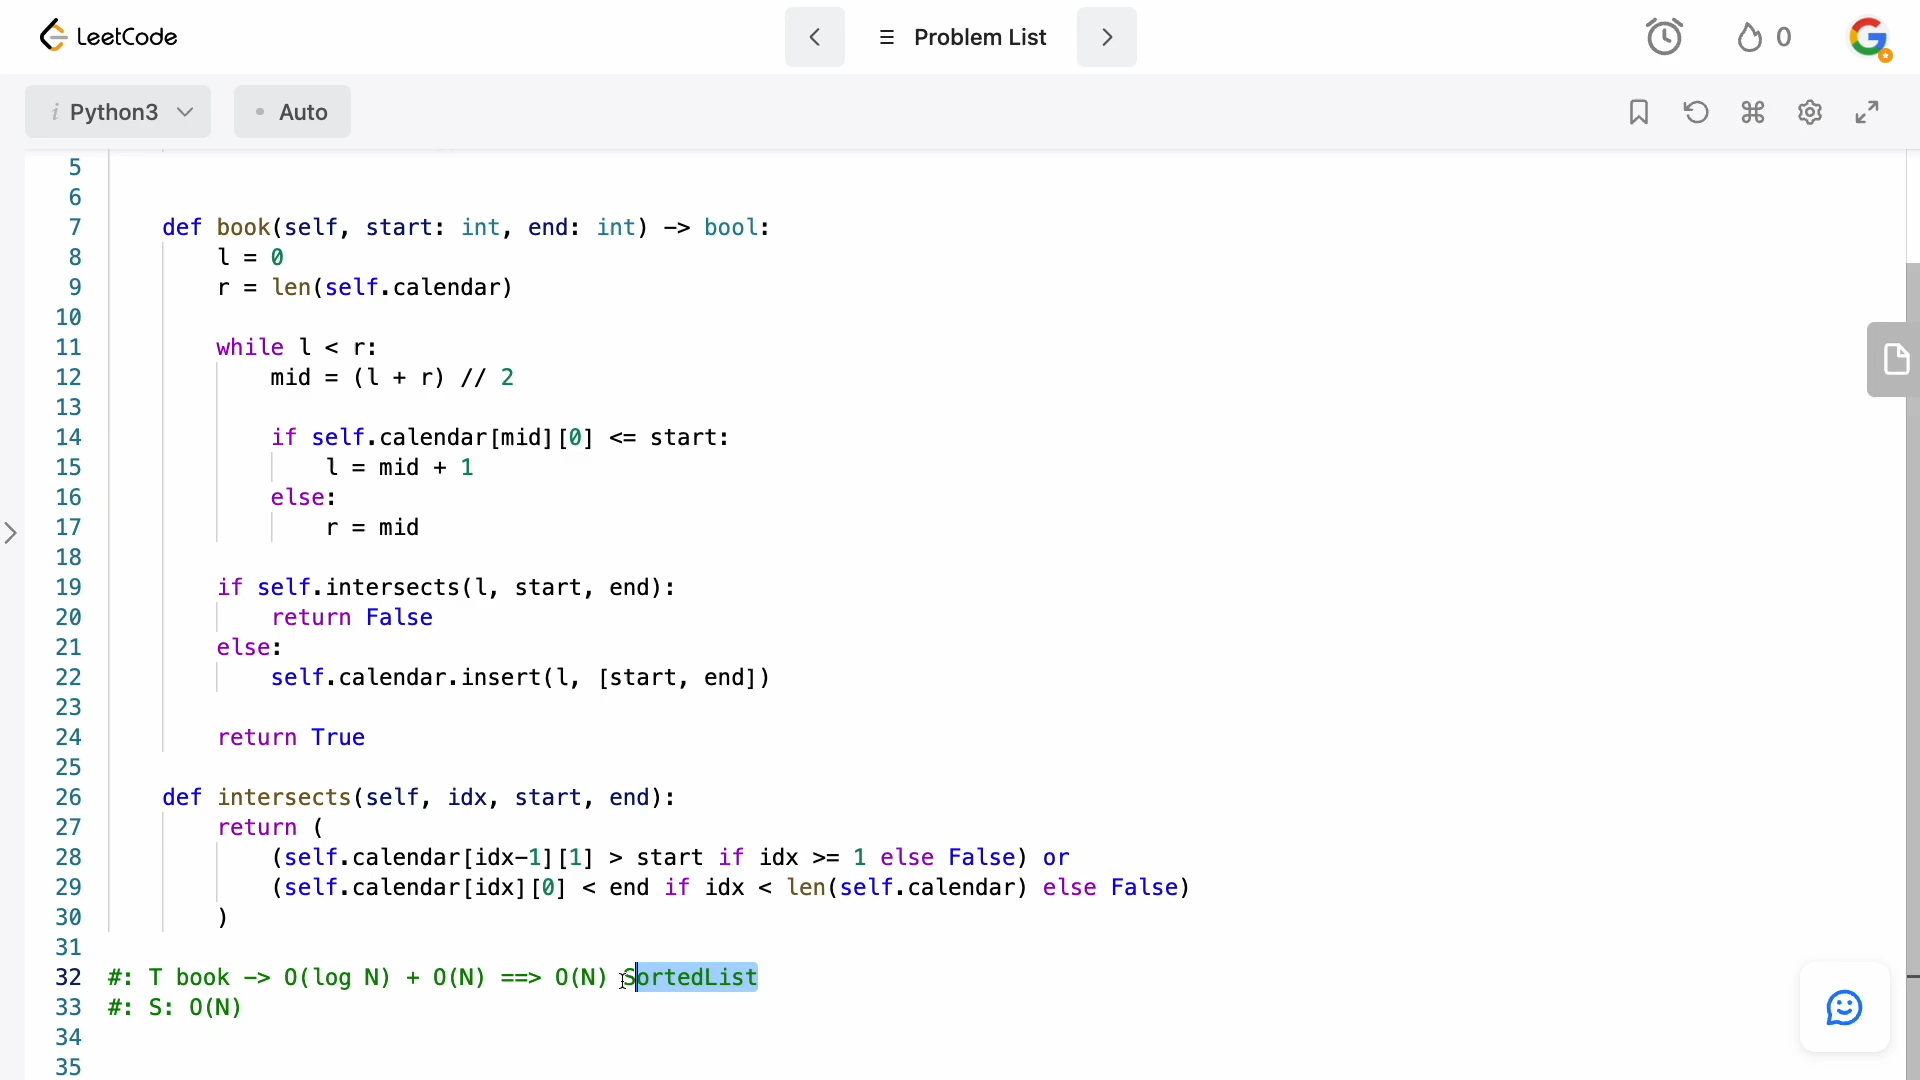 LeetCode
Problem List
0
i Python3
Auto
5
6
7 def book(self, start: int, end: int) -> bool:
8 l = 0
9 r = len(self.calendar)
10
11 while l < r:
12 mid = (l + r) // 2
13
14 if self.calendar[mid][0] <= start:
15 l = mid + 1
16 else:
17 r = mid
18
19 if self.intersects(l, start, end):
20 return False
21 else:
22 self.calendar.insert(l, [start, end])
23
24 return True
25
26 def intersects(self, idx, start, end):
27 return (
28 (self.calendar[idx-1][1] > start if idx >= 1 else False) or
29 (self.calendar[idx][0] < end if idx < len(self.calendar) else False)
30 )
31
32 #: T book -> O(log N) + O(N) ==> O(N) SortedList
33 #: S: O(N)
34
35